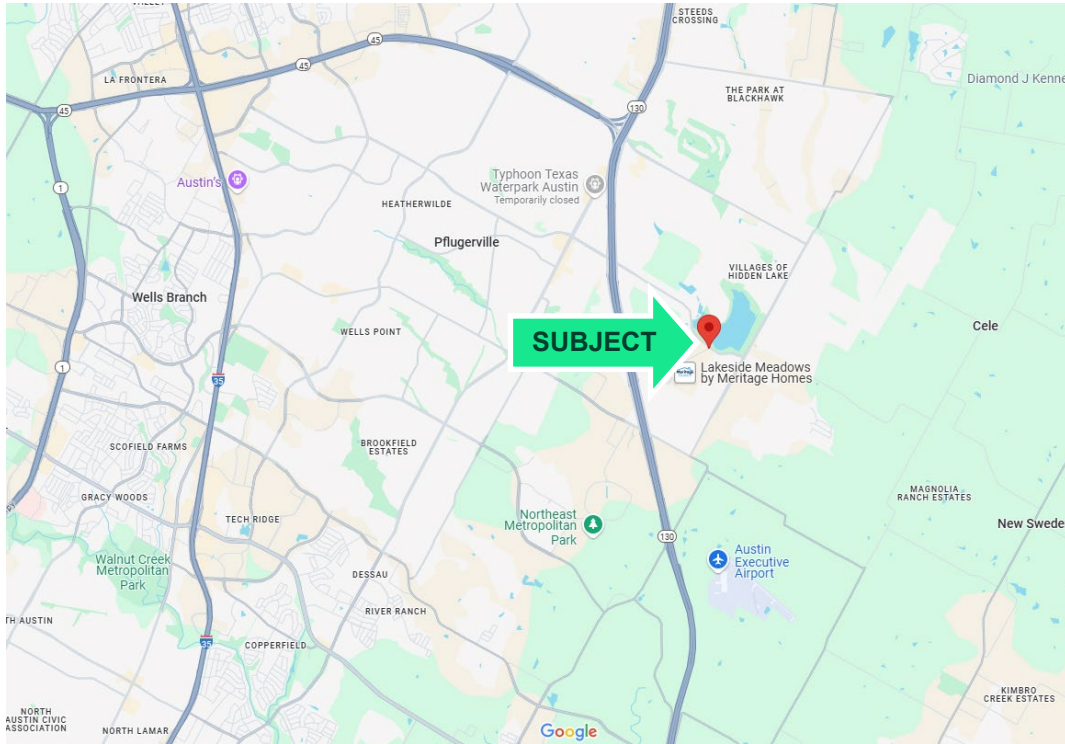 STEEDS
CROSSING
45
45
LA FRONTERA
Diamond J Kenne
THE PARK AT
BLACKHAWK
45
130
Typhoon Texas
Waterpark Austin
Temporarily closed
Austin's
1
HEATHERWILDE
Pflugerville
VILLAGES OF
HIDDEN LAKE
Wells Branch
Cele
WELLS POINT
SUBJECT
Lakeside Meadows
by Meritage Homes
1
35
BROOKFIELD
ESTATES
SCOFIELD FARMS
MAGNOLIA
RANCH ESTATES
GRACY WOODS
Northeast
Metropolitan
Park
New Swede
TECH RIDGE
130
Austin
Executive
Airport
Walnut Creek
Metropolitan
Park
DESSAU
RIVER RANCH
TH AUSTIN
35
COPPERFIELD
KIMBRO
CREEK ESTATES
NORTH
AUSTIN CIVIC
ASSOCIATION
NORTH LAMAR
Google